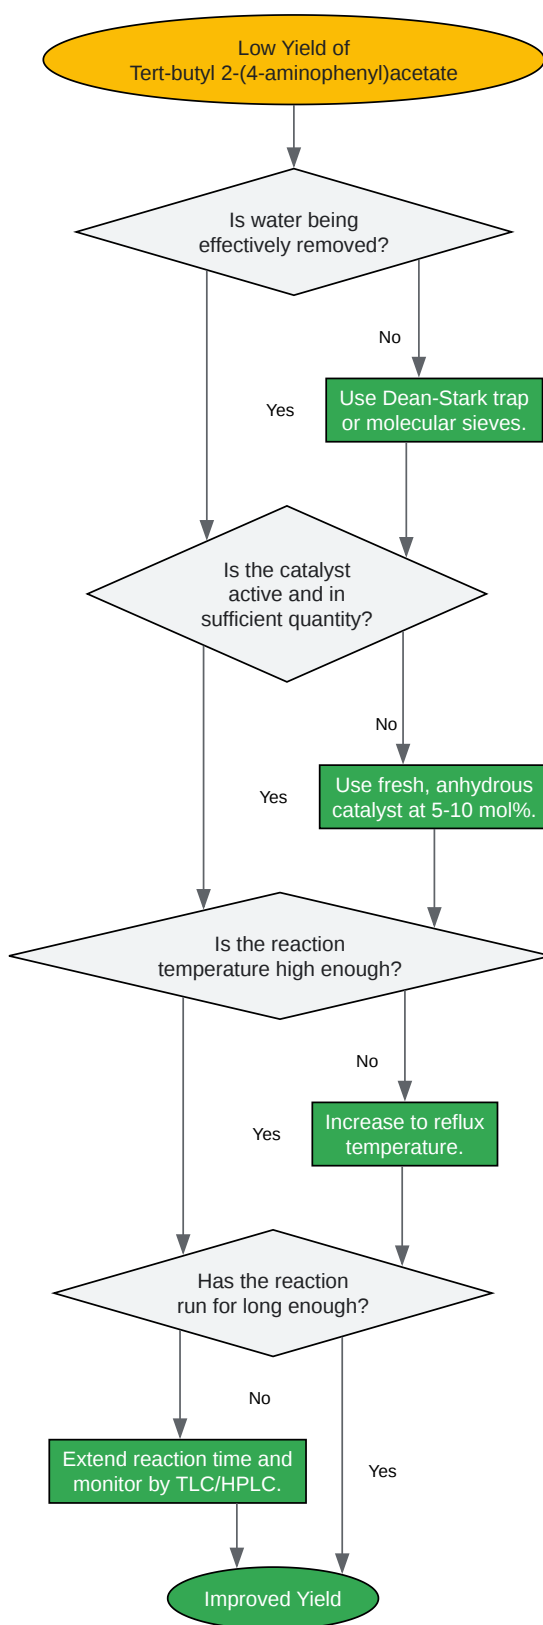 Low Yield of
Tert-butyl 2-(4-aminophenyl)acetate
Is water being
effectively removed?
No
Use Dean-Stark trap
or molecular sieves.
Yes
Is the catalyst
active and in
sufficient quantity?
No
Use fresh, anhydrous
catalyst at 5-10 mol%.
Yes
Is the reaction
temperature high enough?
No
Increase to reflux
temperature.
Yes
Has the reaction
run for long enough?
No
Extend reaction time and
monitor by TLC/HPLC.
Yes
Improved Yield